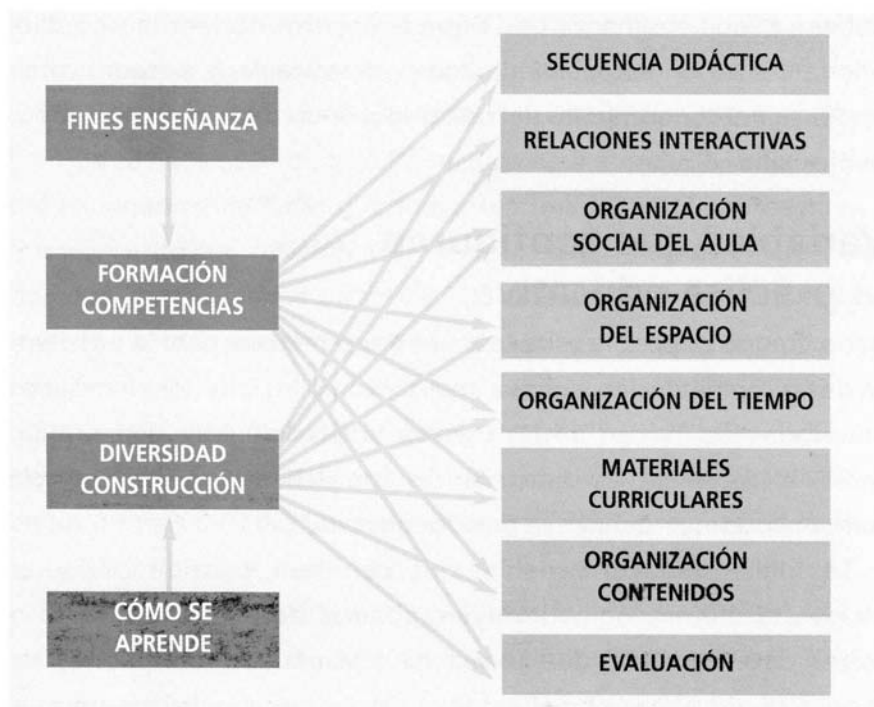 FINES ENSEÑANZA
FORMACIÓN
COMPETENCIAS
DIVERSIDAD
CONSTRUCCIÓN
CÓMO SE
APRENDE
SECUENCIA DIDÁCTICA
RELACIONES INTERACTIVAS
ORGANIZACIÓN
SOCIAL DEL AULA
ORGANIZACIÓN
DEL ESPACIO
ORGANIZACIÓN DEL TIEMPO
MATERIALES
CURRICULARES
ORGANIZACIÓN
CONTENIDOS
EVALUACIÓN